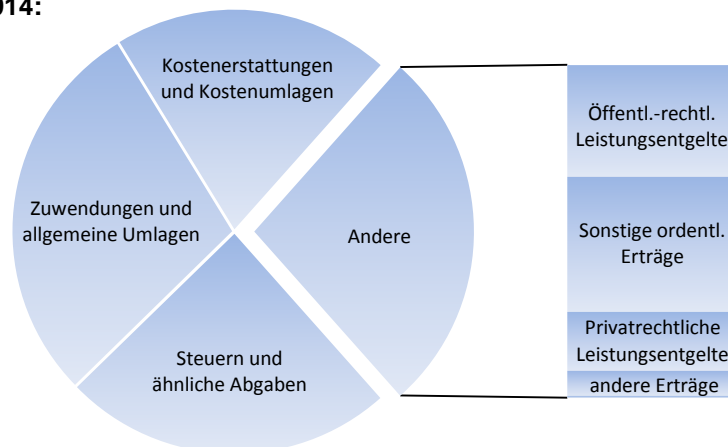 014:
Kostenerstattungen
und Kostenumlagen
Zuwendungen und
allgemeine Umlagen
Andere
Steuern und
ähnliche Abgaben
Öffentl.-rechtl.
Leistungsentgelte
Sonstige ordentl.
Erträge
Privatrechtliche
Leistungsentgelte
andere Erträge